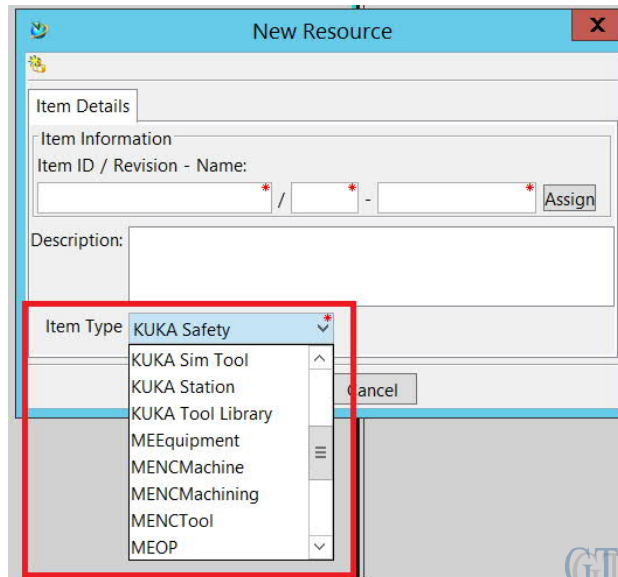 New Resource
X
Item Details
Item Information
Item ID / Revision - Name:
* / * - * Assign
Description:
Item Type KUKA Safety *
KUKA Sim Tool
KUKA Station
KUKA Tool Library
Cancel
MEEquipment
MENCMachine
MENCMachining
MENCTool
MEOP
GT